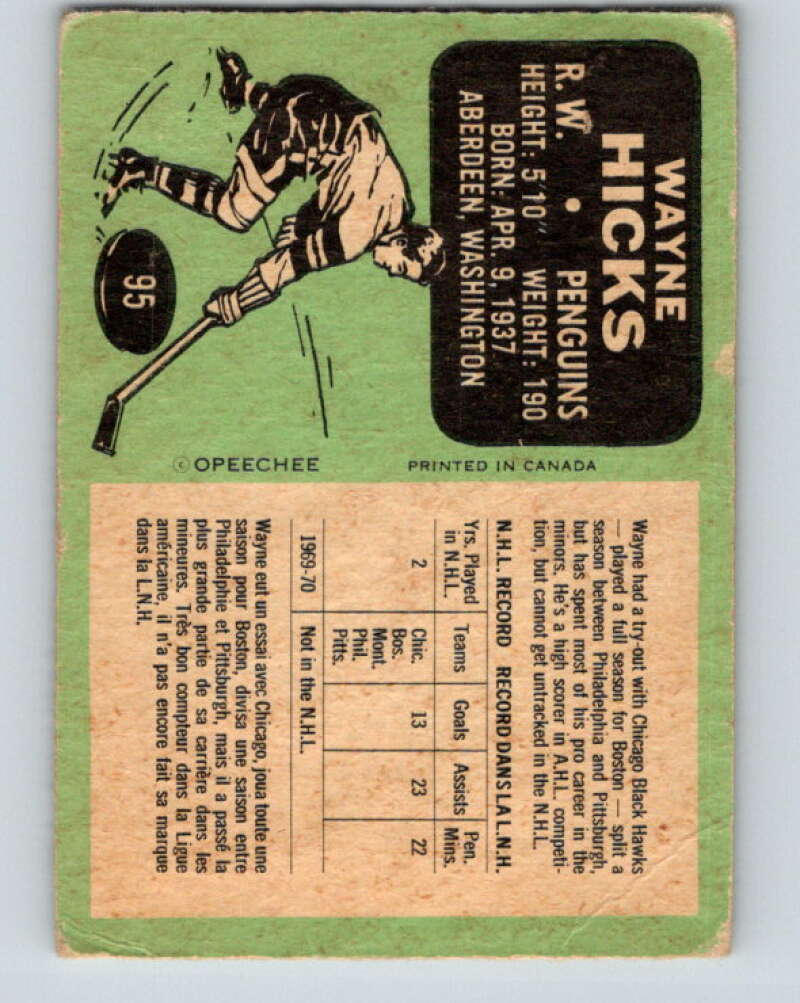 WAYNE
HICKS
R.W. • PENGUINS
HEIGHT: 5'10" WEIGHT: 190
BORN: APR. 9, 1937
ABERDEEN, WASHINGTON
95
© OPEECHEE
PRINTED IN CANADA
Wayne had a try-out with Chicago Black Hawks
— played a full season for Boston — split a
season between Philadelphia and Pittsburgh,
but has spent most of his pro career in the
minors. He's a high scorer in A.H.L. competi-
tion, but cannot get untracked in the N.H.L.
N.H.L. RECORD RECORD DANS LA L.N.H.
Yrs. Played in N.H.L. Teams Goals Assists Pen. Mins.
2 Chic. 13 23 22
Bos.
Mont.
Phil.
Pitts.
1969-70 Not in the N.H.L.
Wayne eut un essai avec Chicago, joua toute une
saison pour Boston, divisa une saison entre
Philadelphie et Pittsburgh, mais il a passé la
plus grande partie de sa carrière dans les
mineures. Très bon compteur dans la Ligue
américaine, il n'a pas encore fait sa marque
dans la L.N.H.